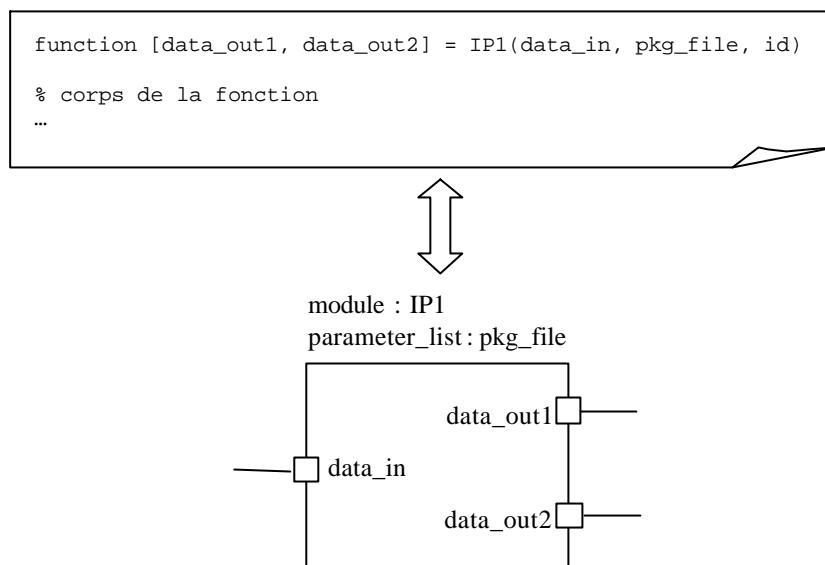 function [data_out1, data_out2] = IP1(data_in, pkg_file, id)
% corps de la fonction
…
module : IP1
parameter_list : pkg_file
data_out1
data_in
data_out2